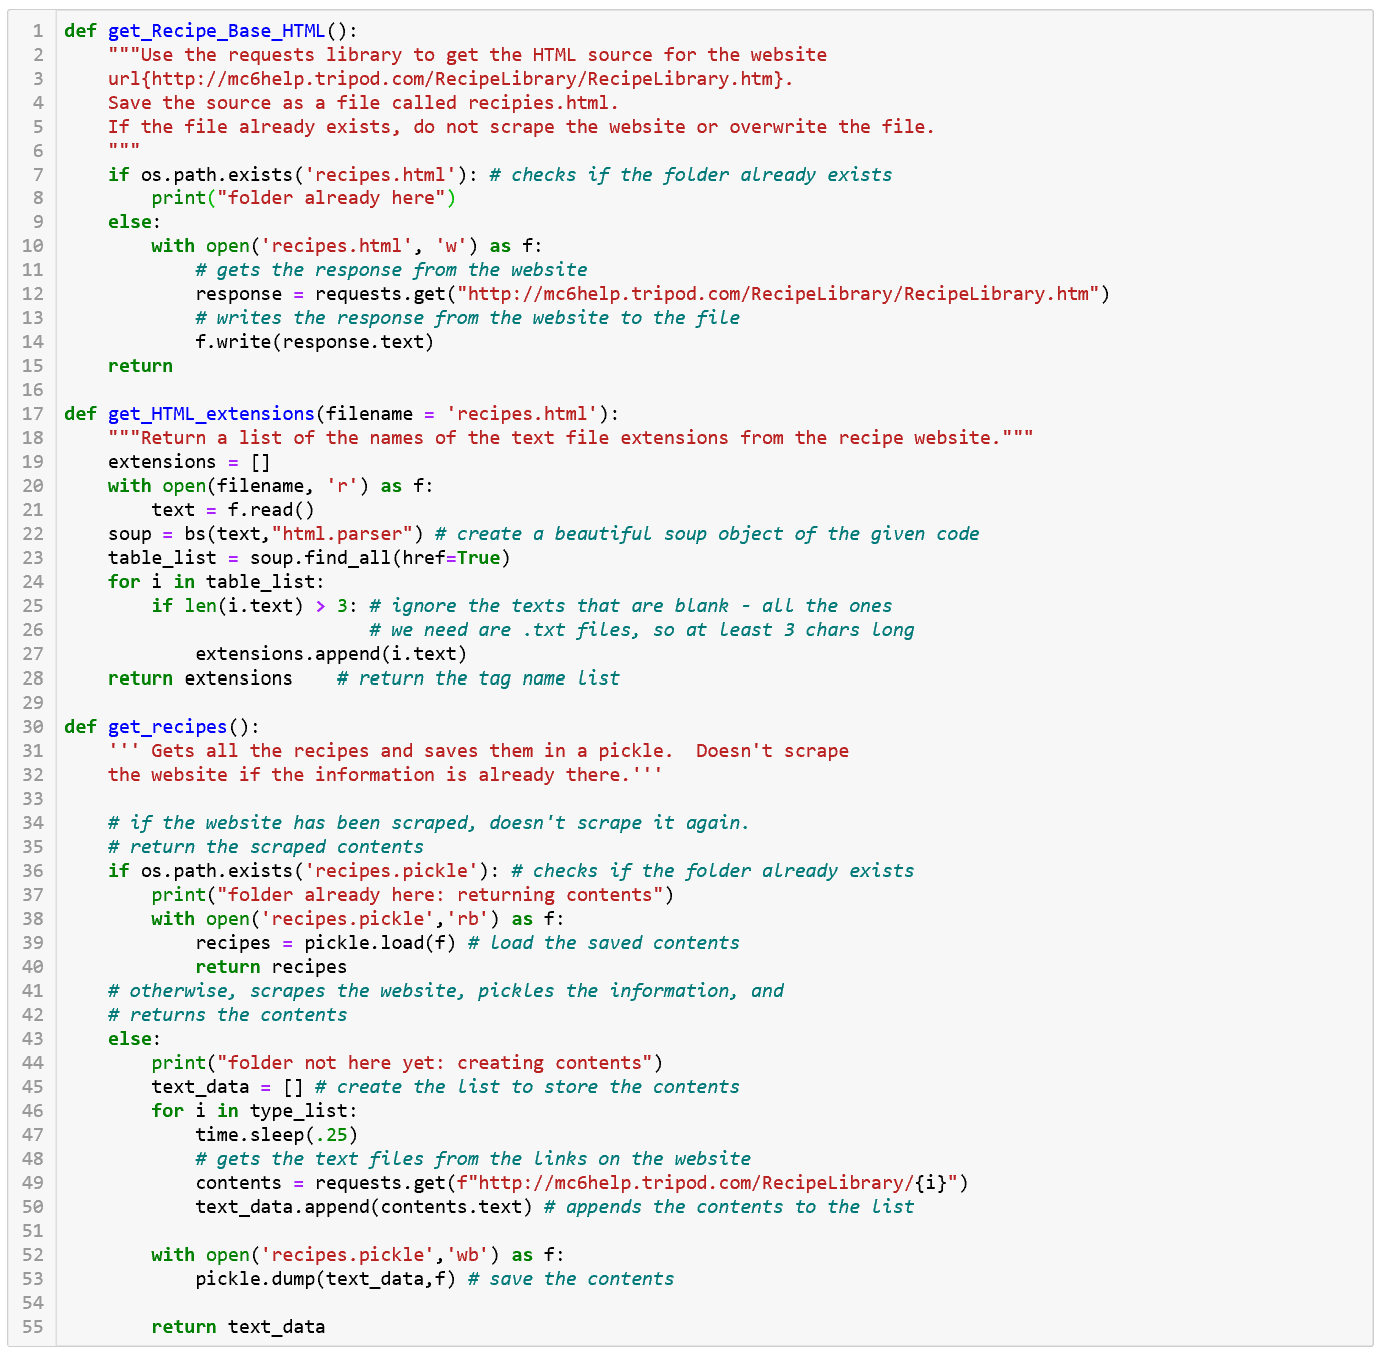 1 def get_Recipe_Base_HTML():
2     """Use the requests library to get the HTML source for the website
3     url{http://mc6help.tripod.com/RecipeLibrary/RecipeLibrary.htm}.
4     Save the source as a file called recipies.html.
5     If the file already exists, do not scrape the website or overwrite the file.
6     """
7     if os.path.exists('recipes.html'): # checks if the folder already exists
8         print("folder already here")
9     else:
10         with open('recipes.html', 'w') as f:
11             # gets the response from the website
12             response = requests.get("http://mc6help.tripod.com/RecipeLibrary/RecipeLibrary.htm")
13             # writes the response from the website to the file
14             f.write(response.text)
15     return
16
17 def get_HTML_extensions(filename = 'recipes.html'):
18     """Return a list of the names of the text file extensions from the recipe website."""
19     extensions = []
20     with open(filename, 'r') as f:
21         text = f.read()
22     soup = bs(text,"html.parser") # create a beautiful soup object of the given code
23     table_list = soup.find_all(href=True)
24     for i in table_list:
25         if len(i.text) > 3: # ignore the texts that are blank - all the ones
26                             # we need are .txt files, so at least 3 chars long
27             extensions.append(i.text)
28     return extensions    # return the tag name list
29
30 def get_recipes():
31     ''' Gets all the recipes and saves them in a pickle.  Doesn't scrape
32     the website if the information is already there.'''
33
34     # if the website has been scraped, doesn't scrape it again.
35     # return the scraped contents
36     if os.path.exists('recipes.pickle'): # checks if the folder already exists
37         print("folder already here: returning contents")
38         with open('recipes.pickle','rb') as f:
39             recipes = pickle.load(f) # load the saved contents
40             return recipes
41     # otherwise, scrapes the website, pickles the information, and
42     # returns the contents
43     else:
44         print("folder not here yet: creating contents")
45         text_data = [] # create the list to store the contents
46         for i in type_list:
47             time.sleep(.25)
48             # gets the text files from the links on the website
49             contents = requests.get(f"http://mc6help.tripod.com/RecipeLibrary/{i}")
50             text_data.append(contents.text) # appends the contents to the list
51
52         with open('recipes.pickle','wb') as f:
53             pickle.dump(text_data,f) # save the contents
54
55         return text_data